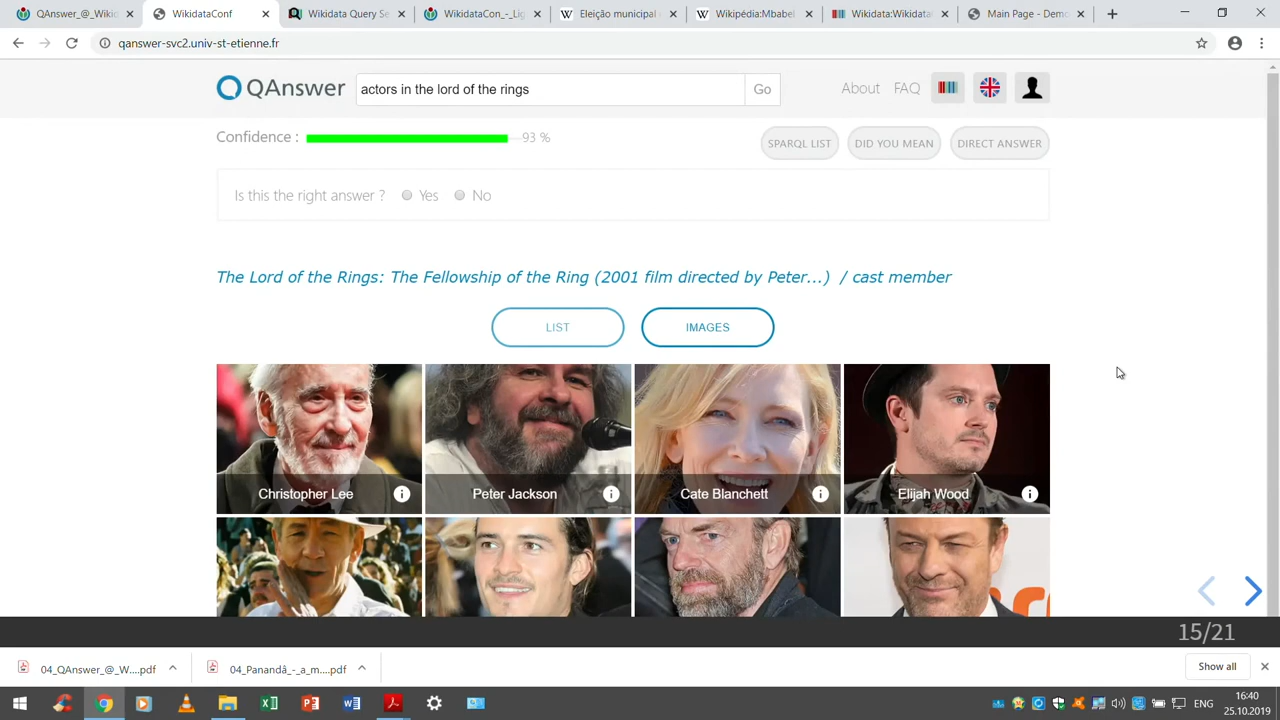 QAnswer_@_Wikid
WikidataConf
Wikidata Query Se
WikidataCon_-_Lig
Eleição municipal
Wikipédia:Mbabel
Wikidata:Wikidat
Main Page - Demo
qanswer-svc2.univ-st-etienne.fr
QAnswer
actors in the lord of the rings
Go
About
FAQ
Confidence :
93 %
SPARQL LIST
DID YOU MEAN
DIRECT ANSWER
Is this the right answer ?
Yes
No
The Lord of the Rings: The Fellowship of the Ring (2001 film directed by Peter...) / cast member
LIST
IMAGES
Christopher Lee
Peter Jackson
Cate Blanchett
Elijah Wood
15/21
04_QAnswer_@_W....pdf
04_Panandâ_-_a_m....pdf
Show all
ENG
16:40
25.10.2019